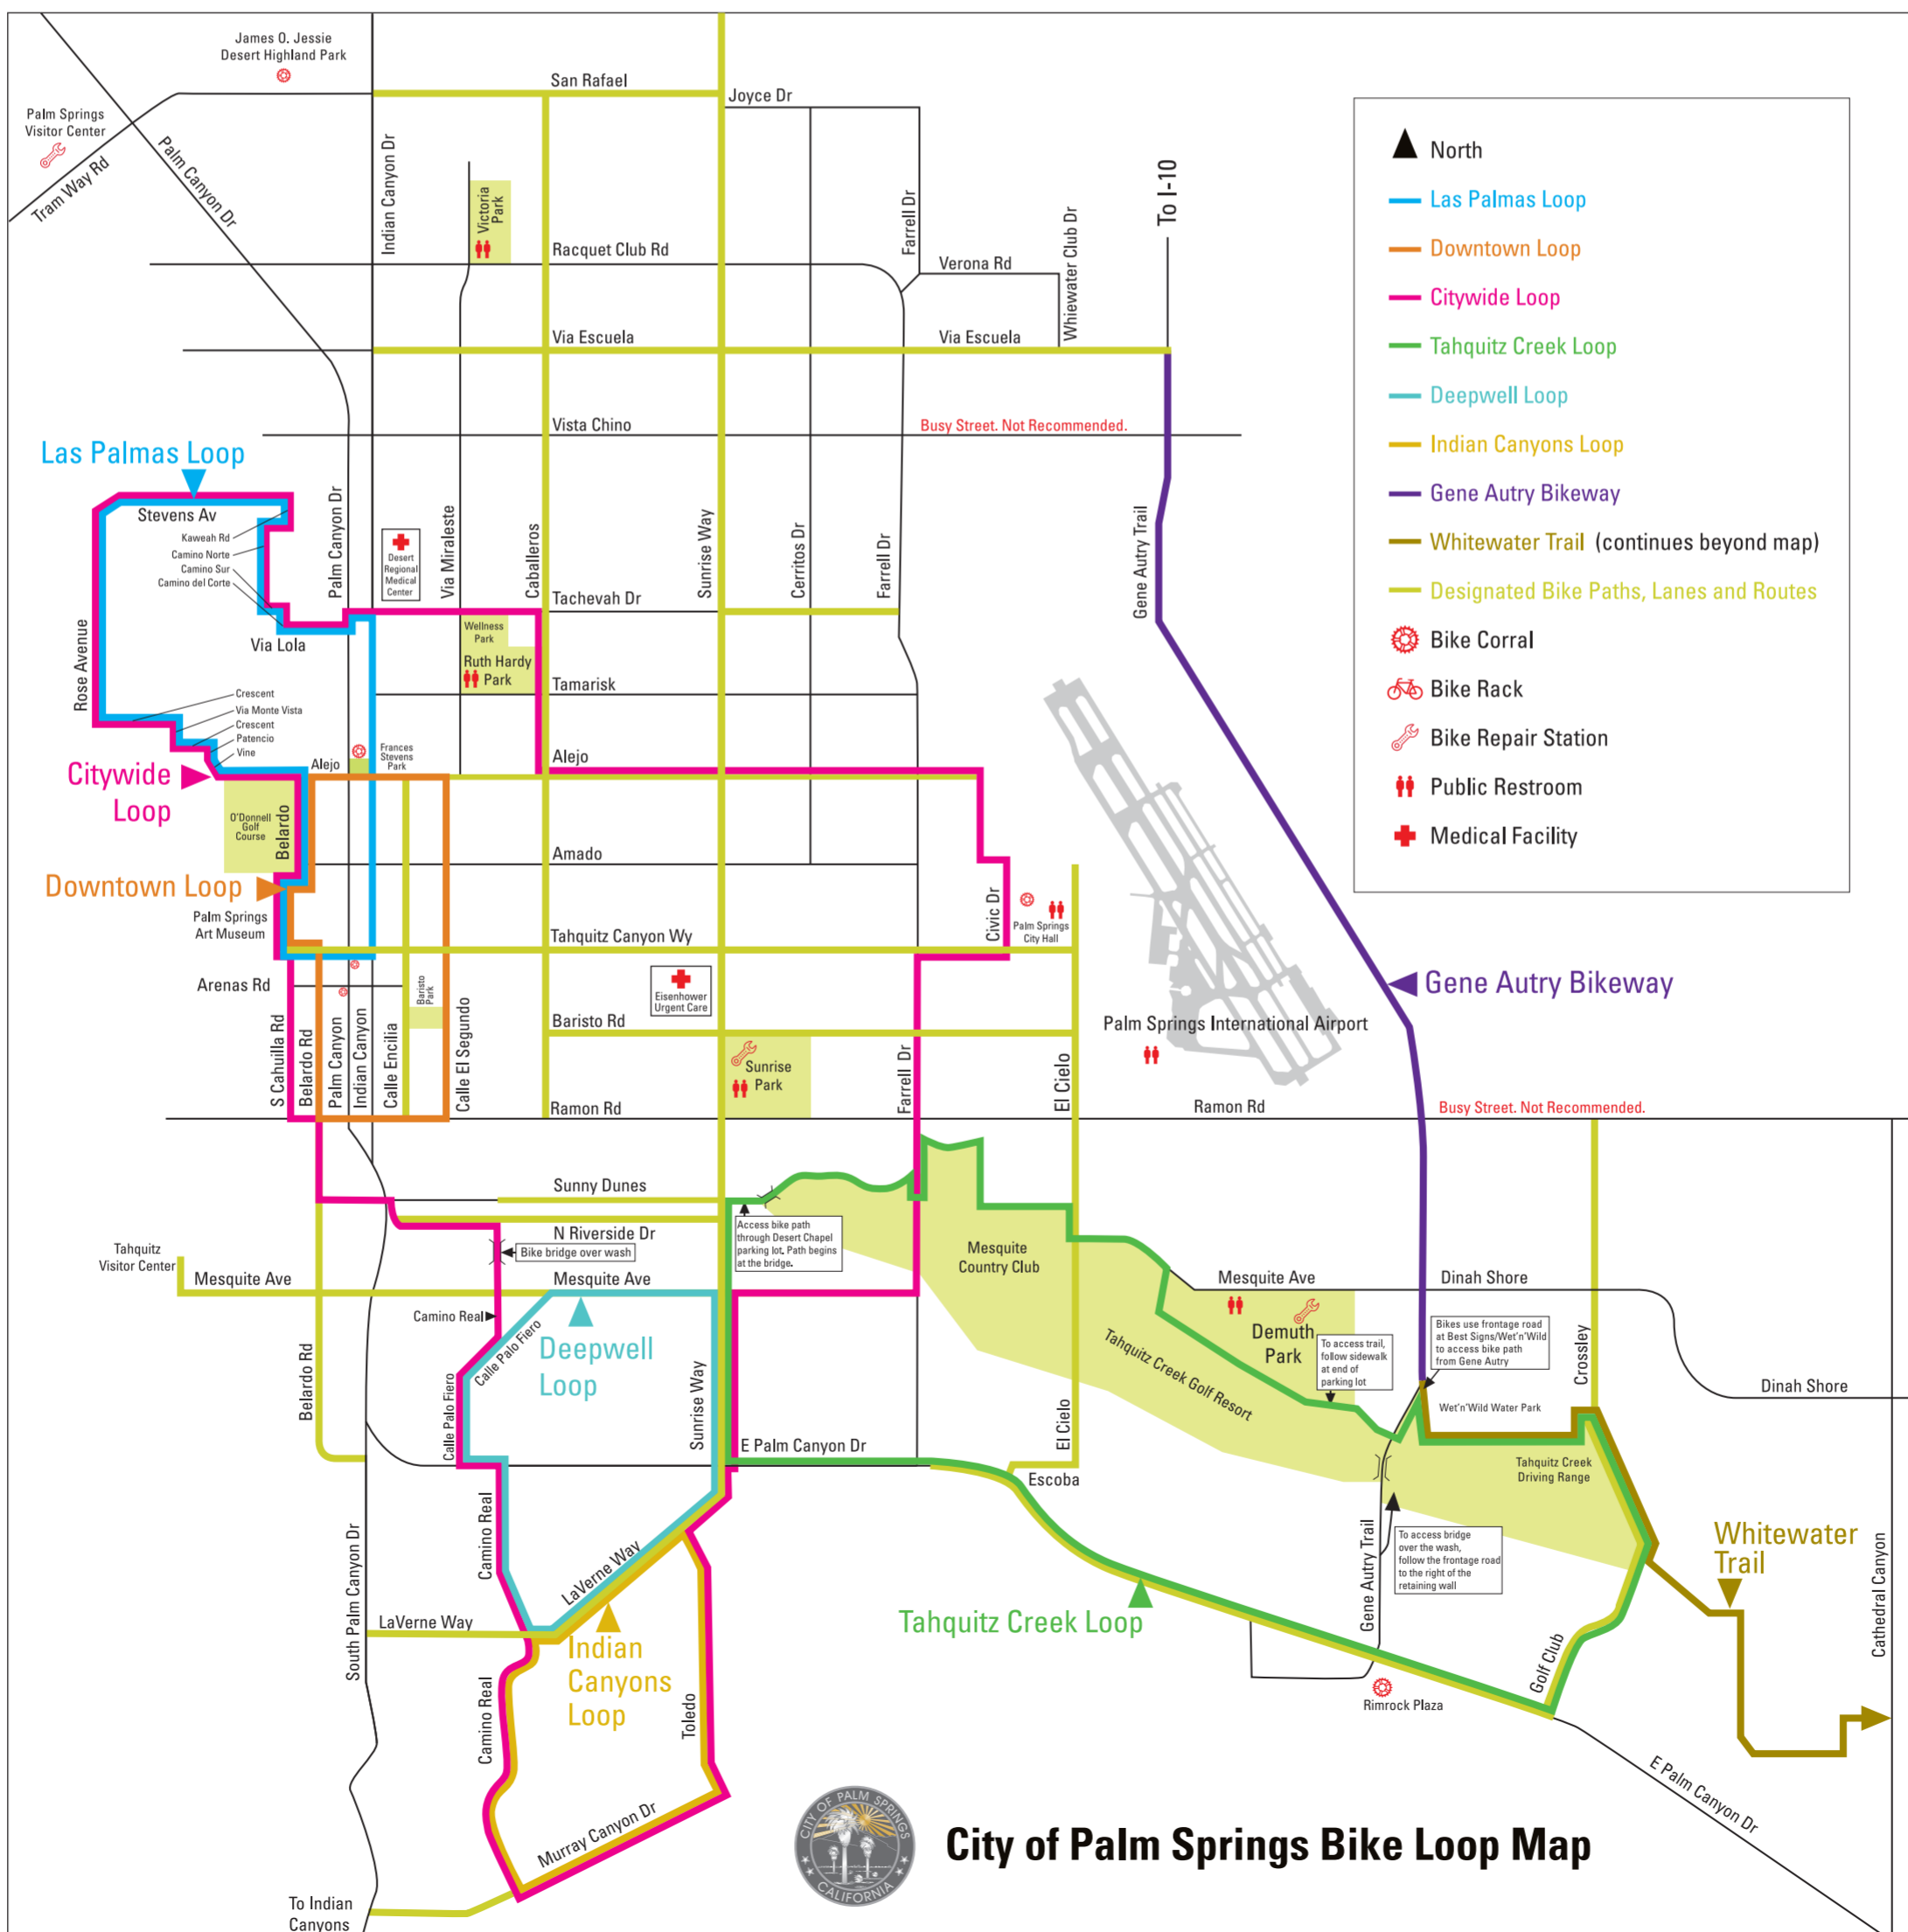 James O. Jessie
Desert Highland Park
San Rafael
Joyce Dr
Palm Springs
Visitor Center
Tram Way Rd
Palm Canyon Dr
Indian Canyon Dr
Victoria
Park
Racquet Club Rd
Farrell Dr
Verona Rd
Whiewater Club Dr
To I-10
Via Escuela
Via Escuela
Vista Chino
Busy Street. Not Recommended.
North
Las Palmas Loop
Downtown Loop
Citywide Loop
Tahquitz Creek Loop
Deepwell Loop
Indian Canyons Loop
Gene Autry Bikeway
Whitewater Trail (continues beyond map)
Designated Bike Paths, Lanes and Routes
Bike Corral
Bike Rack
Bike Repair Station
Public Restroom
Medical Facility
Las Palmas Loop
Stevens Av
Kaweah Rd
Camino Norte
Camino Sur
Camino del Corte
Via Lola
Rose Avenue
Palm Canyon Dr
Desert
Regional
Medical
Center
Via Miraleste
Caballeros
Sunrise Way
Cerritos Dr
Farrell Dr
Gene Autry Trail
Tachevah Dr
Wellness
Park
Ruth Hardy
Park
Tamarisk
Crescent
Via Monte Vista
Crescent
Patencio
Vine
Frances
Stevens
Park
Alejo
Alejo
Citywide
Loop
O'Donnell
Golf
Course
Belardo
Amado
Downtown Loop
Palm Springs
Art Museum
Tahquitz Canyon Wy
Civic Dr
Palm Springs
City Hall
Arenas Rd
Baristo
Park
Eisenhower
Urgent Care
Baristo Rd
Palm Springs International Airport
Gene Autry Bikeway
S Cahuilla Rd
Belardo Rd
Palm Canyon
Indian Canyon
Calle Encilia
Calle El Segundo
Sunrise
Park
Farrell Dr
El Cielo
Ramon Rd
Ramon Rd
Busy Street. Not Recommended.
Sunny Dunes
N Riverside Dr
Bike bridge over wash
Access bike path
through Desert Chapel
parking lot. Path begins
at the bridge.
Mesquite
Country Club
Tahquitz
Visitor Center
Mesquite Ave
Mesquite Ave
Mesquite Ave
Dinah Shore
Camino Real
Calle Palo Fiero
Deepwell
Loop
Demuth
Park
To access trail,
follow sidewalk
at end of
parking lot
Bikes use frontage road
at Best Signs/Wet'n'Wild
to access bike path
from Gene Autry
Crossley
Dinah Shore
Tahquitz Creek Golf Resort
Wet'n'Wild Water Park
Belardo Rd
Calle Palo Fiero
Sunrise Way
E Palm Canyon Dr
El Cielo
Escoba
Tahquitz Creek
Driving Range
South Palm Canyon Dr
Camino Real
LaVerne Way
LaVerne Way
Gene Autry Trail
To access bridge
over the wash,
follow the frontage road
to the right of the
retaining wall
Whitewater
Trail
Cathedral Canyon
Tahquitz Creek Loop
Indian
Canyons
Loop
Camino Real
Toledo
Golf Club
Rimrock Plaza
E Palm Canyon Dr
Murray Canyon Dr
CITY OF PALM SPRINGS
CALIFORNIA
City of Palm Springs Bike Loop Map
To Indian
Canyons